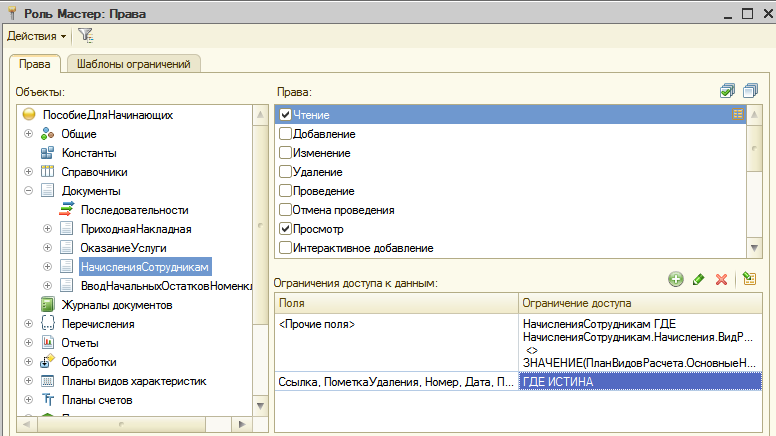 Роль Мастер: Права
Действия
Права
Шаблоны ограничений
Объекты:
ПособиеДляНачинающих
Общие
Константы
Справочники
Документы
Последовательности
ПриходнаяНакладная
ОказаниеУслуги
НачисленияСотрудникам
ВводНачальныхОстатковНоменкл
Журналы документов
Перечисления
Отчеты
Обработки
Планы видов характеристик
Планы счетов
Права:
Чтение
Добавление
Изменение
Удаление
Проведение
Отмена проведения
Просмотр
Интерактивное добавление
Ограничения доступа к данным:
Поля
Ограничение доступа
<Прочие поля>
НачисленияСотрудникам ГДЕ
НачисленияСотрудникам.Начисления.ВидР...
<>
ЗНАЧЕНИЕ(ПланВидовРасчета.ОсновныеН...
Ссылка, ПометкаУдаления, Номер, Дата, П...
ГДЕ ИСТИНА